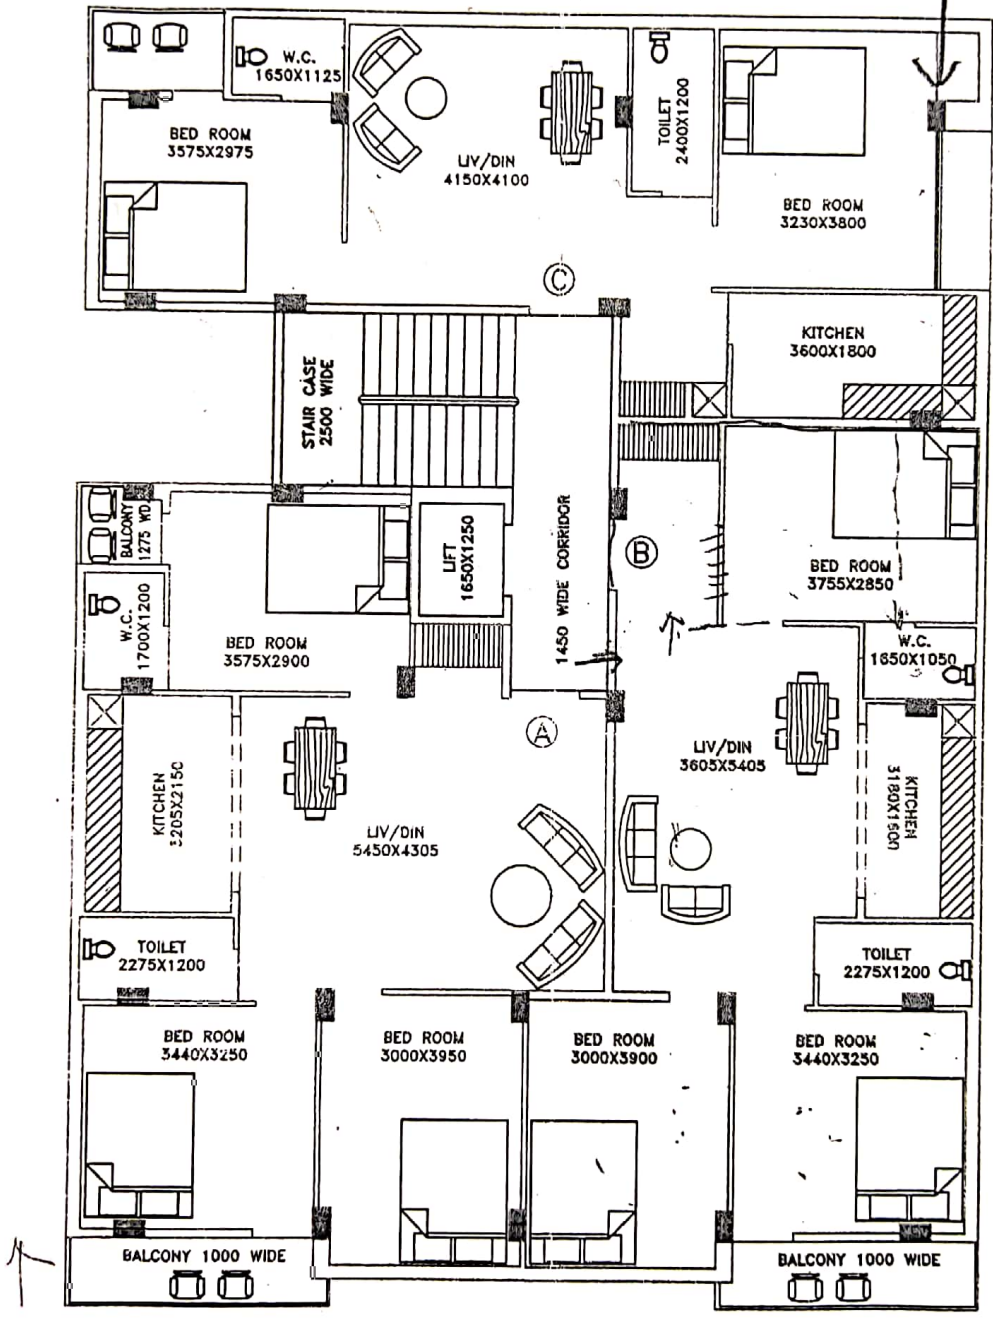 W.C.
1650X1125
BED ROOM
3575X2975
LIV/DIN
4150X4100
TOILET
2400X1200
BED ROOM
3230X3800
C
KITCHEN
3600X1800
STAIR CASE
2500 WIDE
BALCONY
1275 WD.
LIFT
1650X1250
1450 WIDE CORRIDOR
B
BED ROOM
3755X2850
W.C.
1700X1200
BED ROOM
3575X2900
W.C.
1650X1050
A
KITCHEN
3205X2150
LIV/DIN
5450X4305
LIV/DIN
3605X5405
KITCHEN
3180X1600
TOILET
2275X1200
TOILET
2275X1200
BED ROOM
3440X3250
BED ROOM
3000X3950
BED ROOM
3000X3900
BED ROOM
3440X3250
BALCONY 1000 WIDE
BALCONY 1000 WIDE